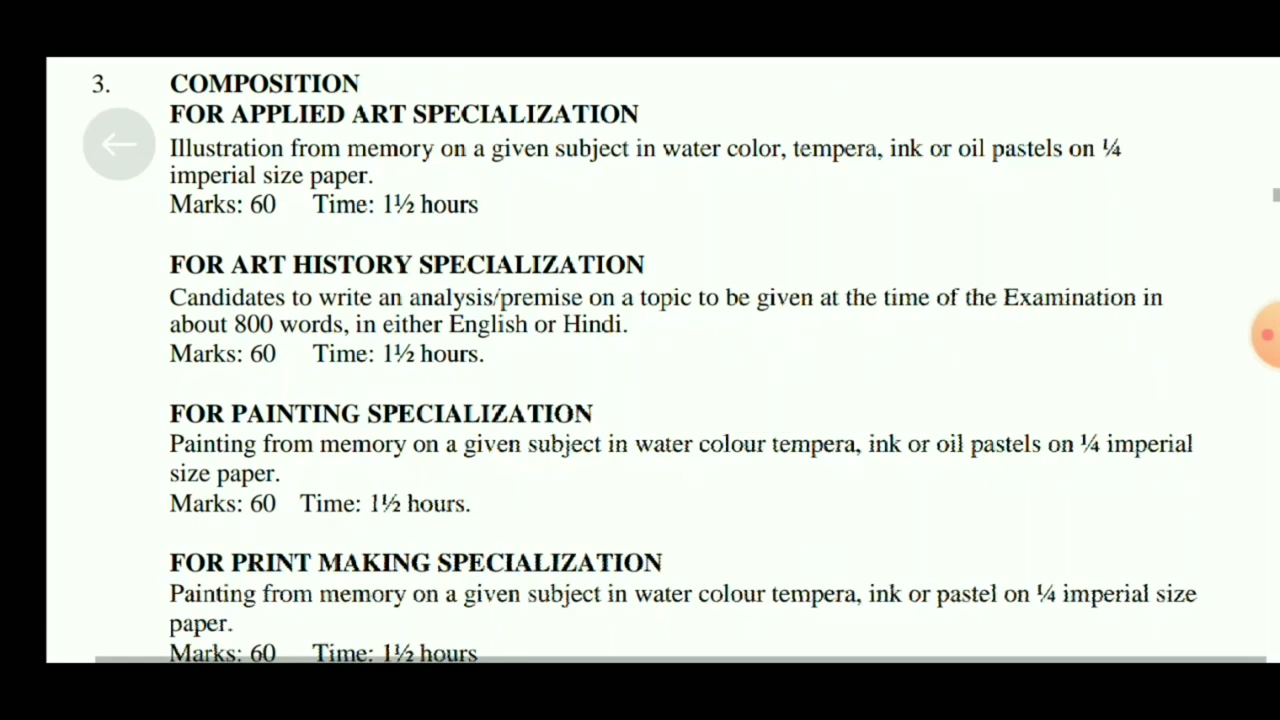 3. COMPOSITION
FOR APPLIED ART SPECIALIZATION
Illustration from memory on a given subject in water color, tempera, ink or oil pastels on ¼
imperial size paper.
Marks: 60 Time: 1½ hours
FOR ART HISTORY SPECIALIZATION
Candidates to write an analysis/premise on a topic to be given at the time of the Examination in
about 800 words, in either English or Hindi.
Marks: 60 Time: 1½ hours.
FOR PAINTING SPECIALIZATION
Painting from memory on a given subject in water colour tempera, ink or oil pastels on ¼ imperial
size paper.
Marks: 60 Time: 1½ hours.
FOR PRINT MAKING SPECIALIZATION
Painting from memory on a given subject in water colour tempera, ink or pastel on ¼ imperial size
paper.
Marks: 60 Time: 1½ hours